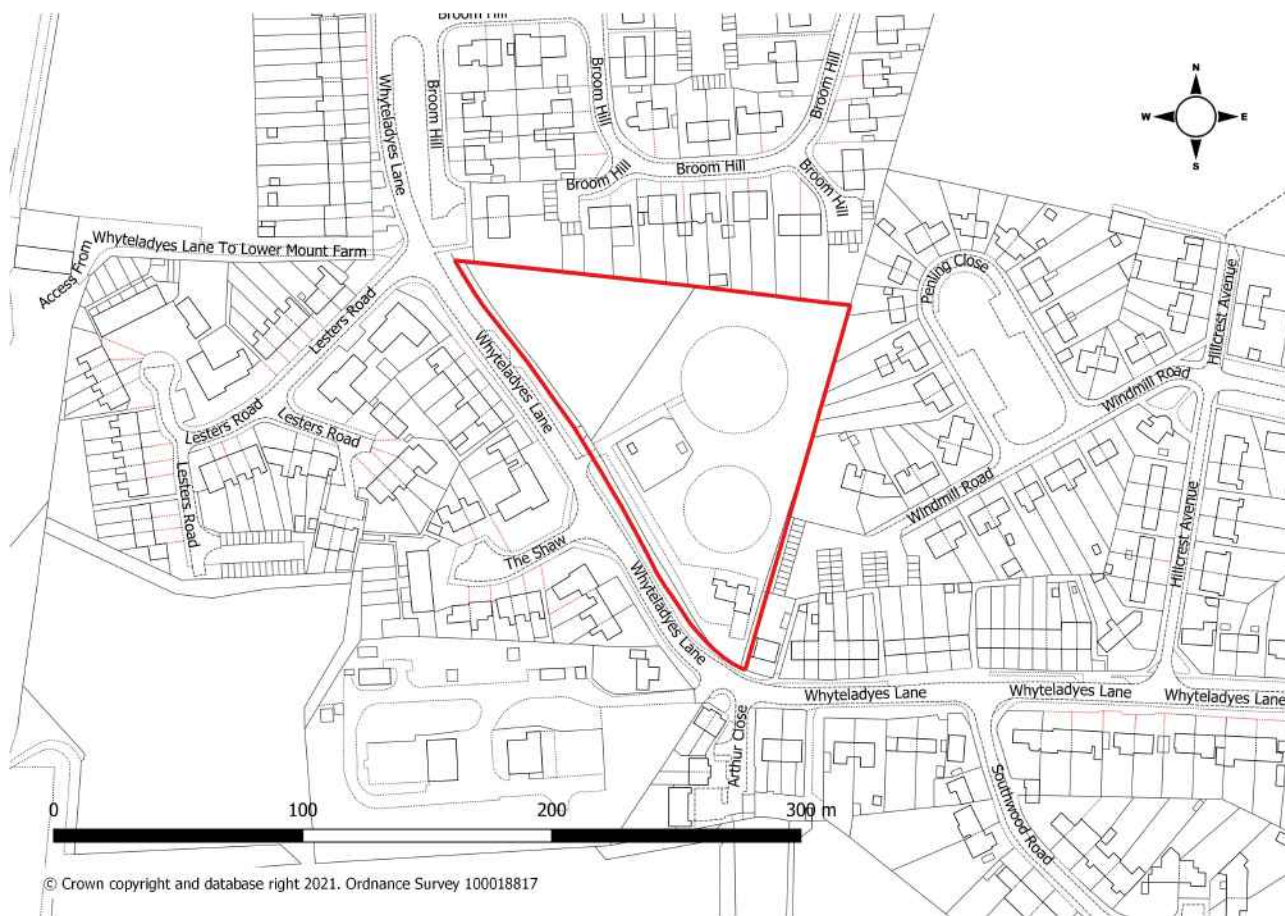 Broom Hill
Whyteladyes Lane
Broom Hill
Broom Hill
Broom Hill
Broom Hill
Broom Hill
Broom Hill
N
W
E
S
Whyteladyes Lane To Lower Mount Farm
Access From
Lesters Road
Whyteladyes Lane
Penling Close
Hillcrest Avenue
Windmill Road
Lesters Road
Lesters Road
Lesters Road
Windmill Road
Hillcrest Avenue
The Shaw
Whyteladyes Lane
Whyteladyes Lane
Whyteladyes Lane
Whyteladyes Lane
Arthur Close
Southwood Road
0
100
200
300 m
© Crown copyright and database right 2021. Ordnance Survey 100018817